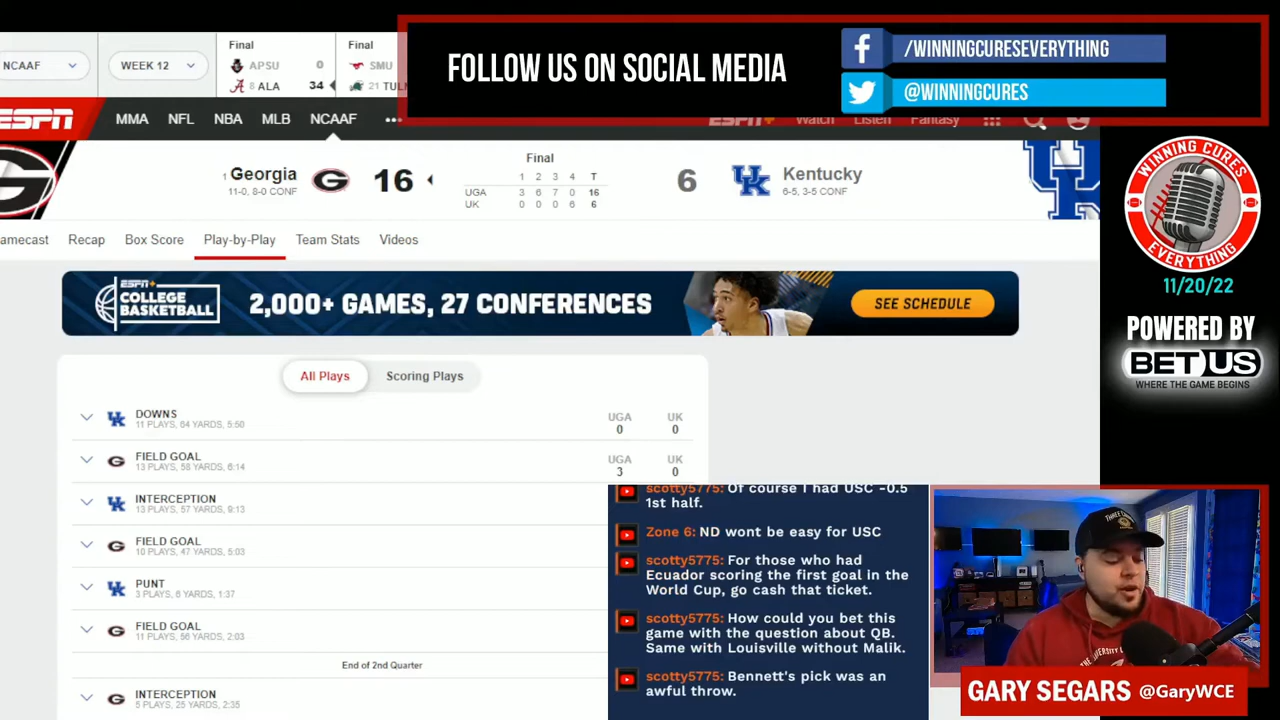 FOLLOW US ON SOCIAL MEDIA
/WINNINGCURESEVERYTHING
@WINNINGCURES
NCAAF
WEEK 12
Final
APSU 0
8 ALA 34
Final
SMU
21 TUL
ESPN
MMA NFL NBA MLB NCAAF •••
ESPN+ Watch Listen Fantasy
1 Georgia
11-0, 8-0 CONF
16
Final
1 2 3 4 T
UGA 3 6 7 0 16
UK 0 0 0 6 6
6
Kentucky
6-5, 3-5 CONF
amecast Recap Box Score Play-by-Play Team Stats Videos
ESPN+
COLLEGE
BASKETBALL
2,000+ GAMES, 27 CONFERENCES
SEE SCHEDULE
All Plays Scoring Plays
DOWNS
11 PLAYS, 64 YARDS, 5:50
UGA UK
0 0
FIELD GOAL
13 PLAYS, 58 YARDS, 6:14
UGA UK
3 0
INTERCEPTION
13 PLAYS, 57 YARDS, 9:13
FIELD GOAL
10 PLAYS, 47 YARDS, 5:03
PUNT
3 PLAYS, 6 YARDS, 1:37
FIELD GOAL
11 PLAYS, 56 YARDS, 2:03
End of 2nd Quarter
INTERCEPTION
5 PLAYS, 25 YARDS, 2:35
scotty5775: Of course I had USC -0.5
1st half.
Zone 6: ND wont be easy for USC
scotty5775: For those who had
Ecuador scoring the first goal in the
World Cup, go cash that ticket.
scotty5775: How could you bet this
game with the question about QB.
Same with Louisville without Malik.
scotty5775: Bennett's pick was an
awful throw.
WINNING CURES
EVERYTHING
11/20/22
POWERED BY
BETUS
WHERE THE GAME BEGINS
GARY SEGARS @GaryWCE